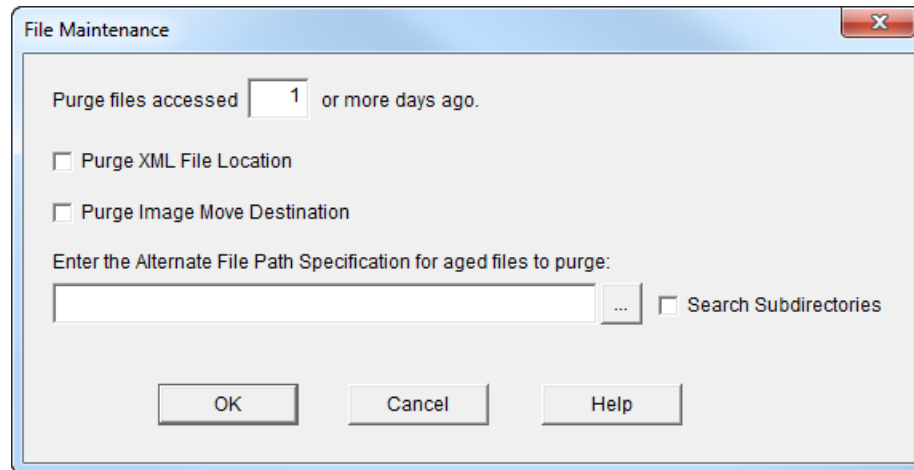 File Maintenance
Purge files accessed 1 or more days ago.
Purge XML File Location
Purge Image Move Destination
Enter the Alternate File Path Specification for aged files to purge:
... Search Subdirectories
OK Cancel Help